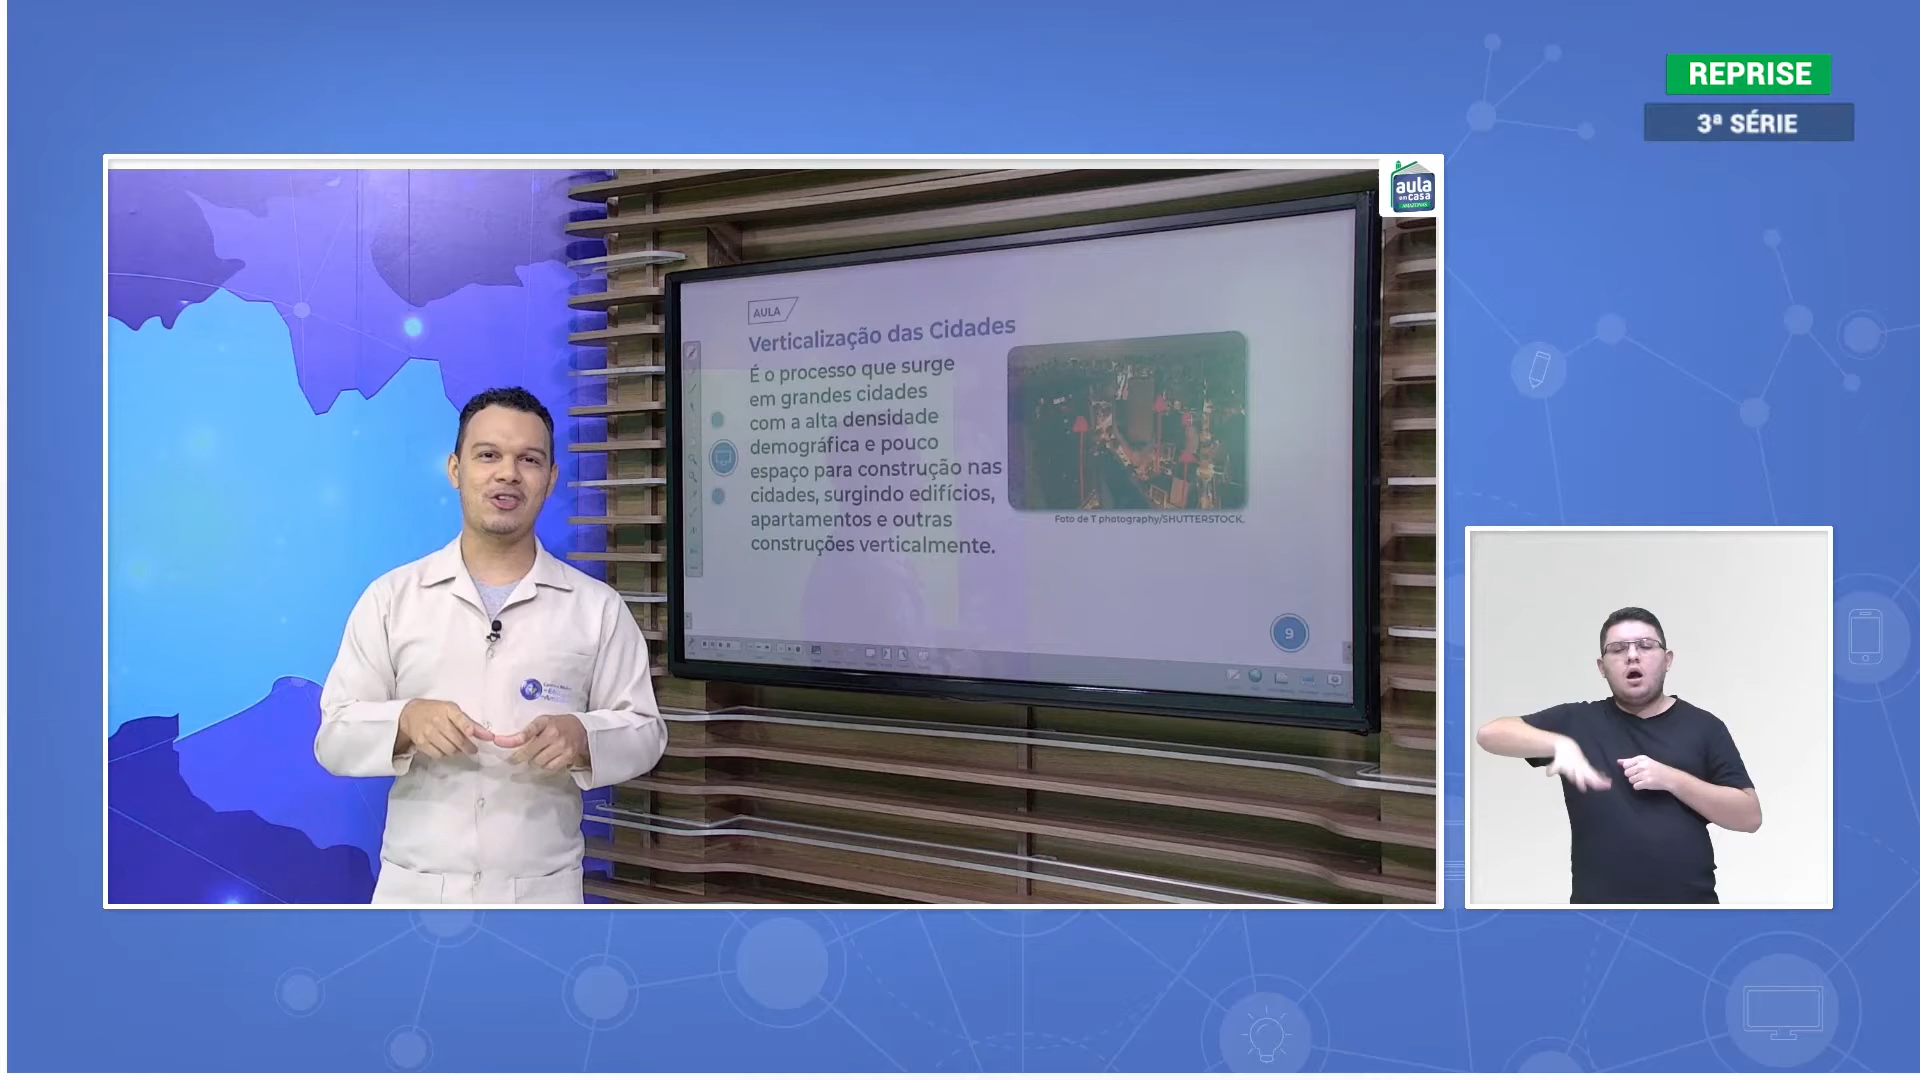 REPRISE
3ª SÉRIE
aula
em casa
AMAZONAS
AULA
Verticalização das Cidades
É o processo que surge
em grandes cidades
com a alta densidade
demográfica e pouco
espaço para construção nas
cidades, surgindo edifícios,
apartamentos e outras
construções verticalmente.
Foto de T photography/SHUTTERSTOCK.
9